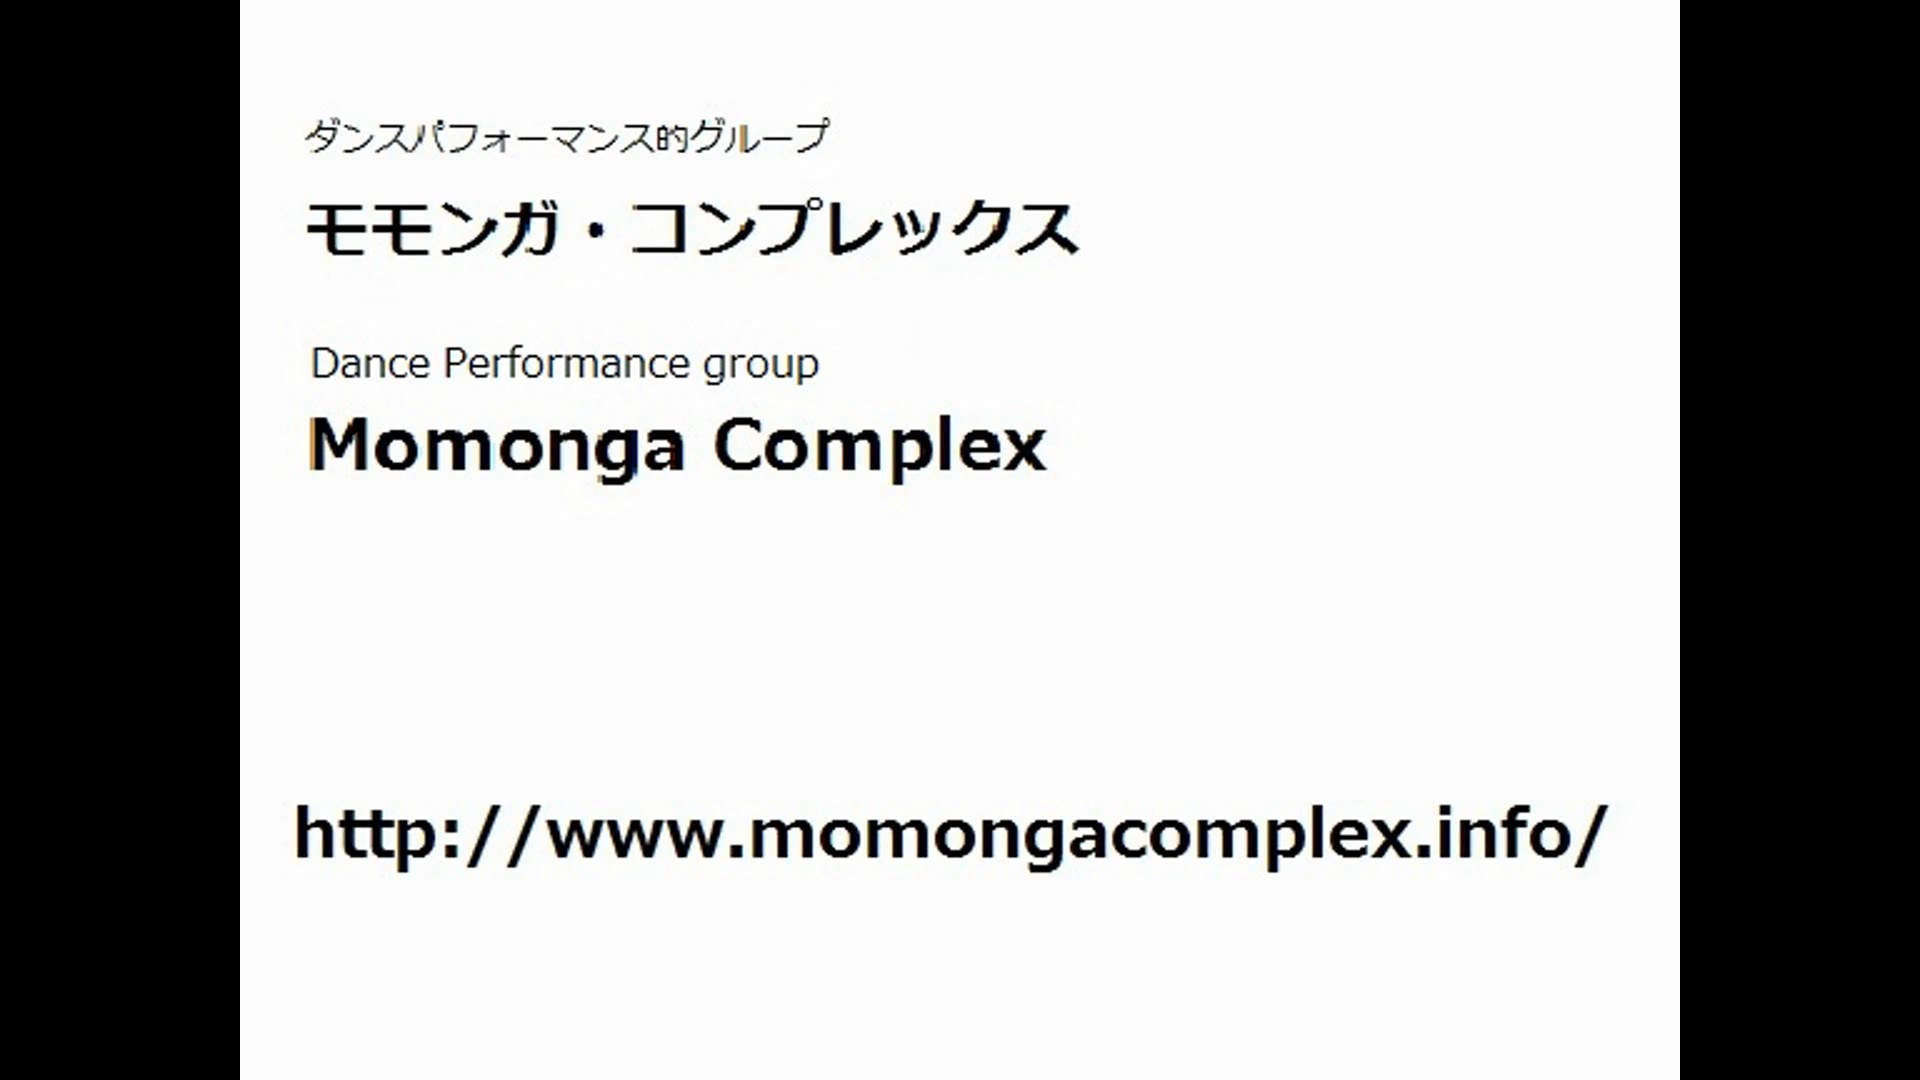 ダンスパフォーマンス的グループ
モモンガ・コンプレックス
Dance Performance group
Momonga Complex
http://www.momongacomplex.info/